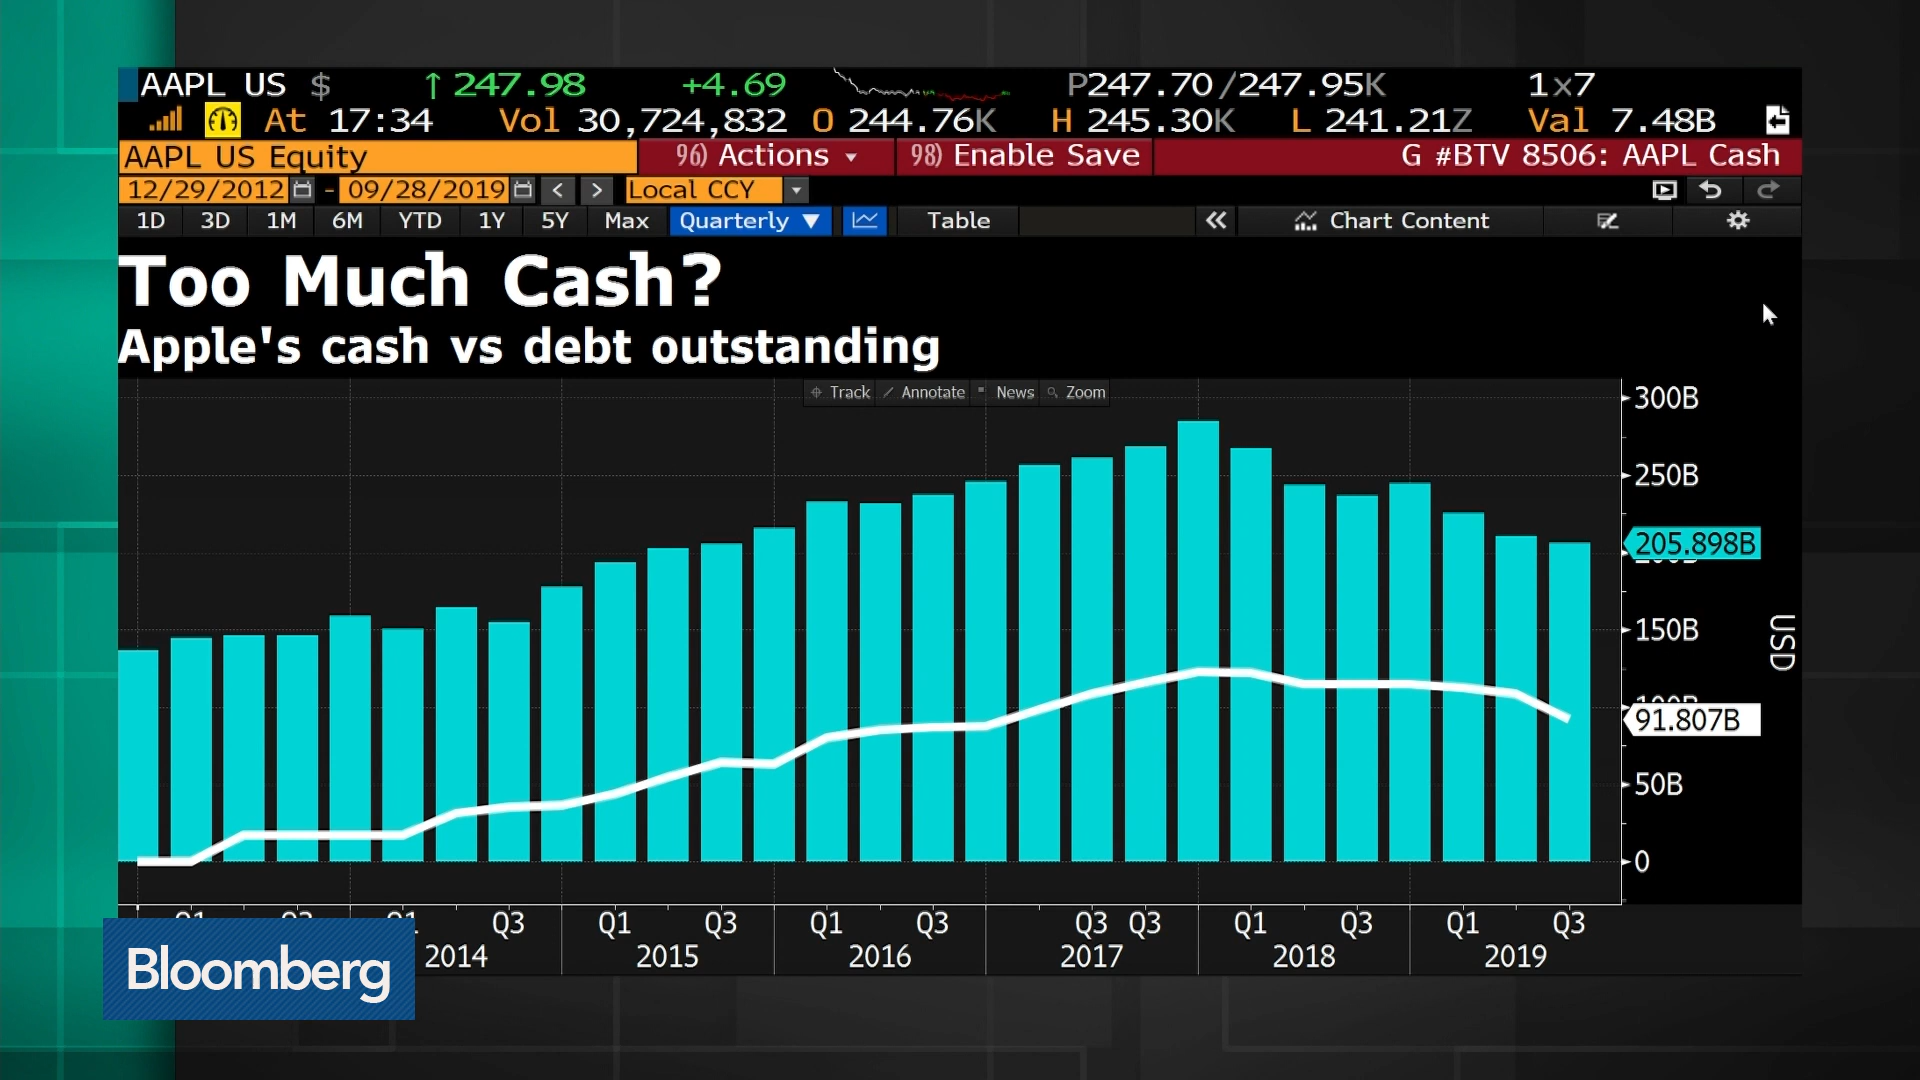 AAPL US $ ↑ 247.98 +4.69 P247.70/247.95K 1x7
At 17:34 Vol 30,724,832 O 244.76K H 245.30K L 241.21Z Val 7.48B
AAPL US Equity 96) Actions 98) Enable Save G #BTV 8506: AAPL Cash
12/29/2012 - 09/28/2019 < > Local CCY
1D 3D 1M 6M YTD 1Y 5Y Max Quarterly ▼ Table « Chart Content
Too Much Cash?
Apple's cash vs debt outstanding
Track Annotate News Zoom
300B
250B
205.898B
150B
USD
91.807B
50B
0
Q3 Q1 Q3 Q1 Q3 Q3 Q3 Q1 Q3 Q1 Q3
2014 2015 2016 2017 2018 2019
Bloomberg